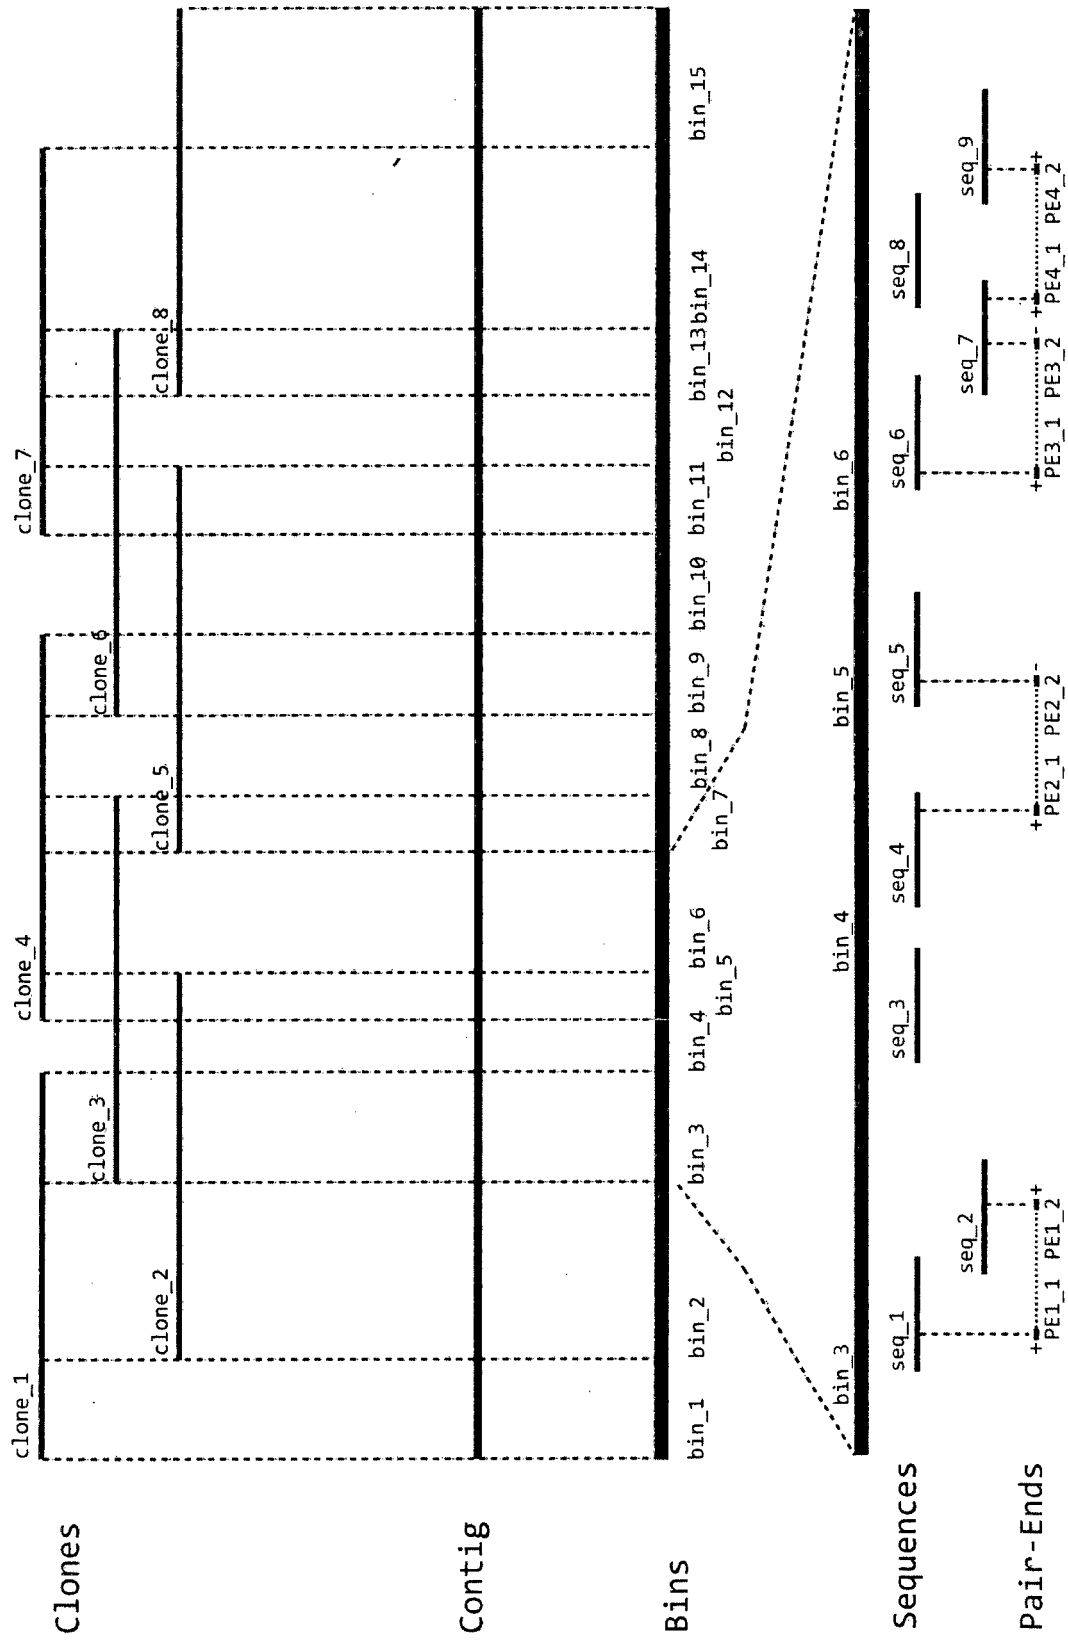 Clones
clone_1
clone_4
clone_7
clone_3
clone_6
clone_2
clone_5
clone_8
Contig
Bins
bin_1
bin_2
bin_3
bin_4
bin_6
bin_8
bin_9
bin_10
bin_11
bin_13
bin_14
bin_15
bin_5
bin_7
bin_12
bin_3
bin_4
bin_5
bin_6
Sequences
seq_1
seq_3
seq_4
seq_5
seq_6
seq_8
seq_2
seq_7
seq_9
Pair-Ends
+ + + - + - + +
PE1_1 PE1_2
PE2_1 PE2_2
PE3_1 PE3_2
PE4_1 PE4_2